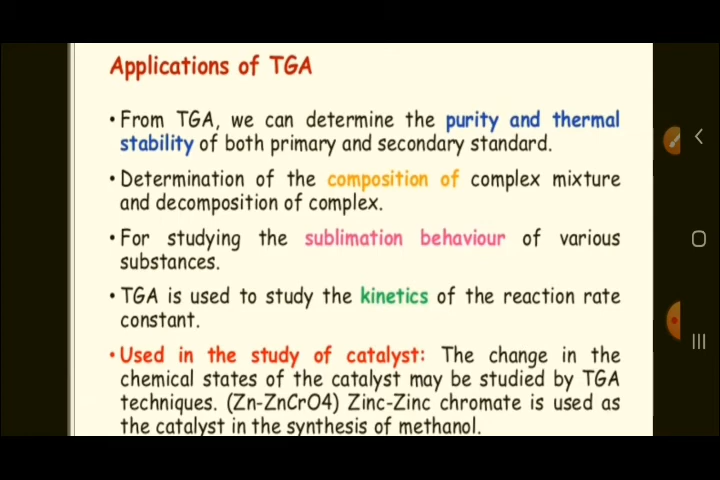 Applications of TGA
• From TGA, we can determine the purity and thermal
stability of both primary and secondary standard.
• Determination of the composition of complex mixture
and decomposition of complex.
• For studying the sublimation behaviour of various
substances.
• TGA is used to study the kinetics of the reaction rate
constant.
• Used in the study of catalyst: The change in the
chemical states of the catalyst may be studied by TGA
techniques. (Zn-ZnCrO4) Zinc-Zinc chromate is used as
the catalyst in the synthesis of methanol.